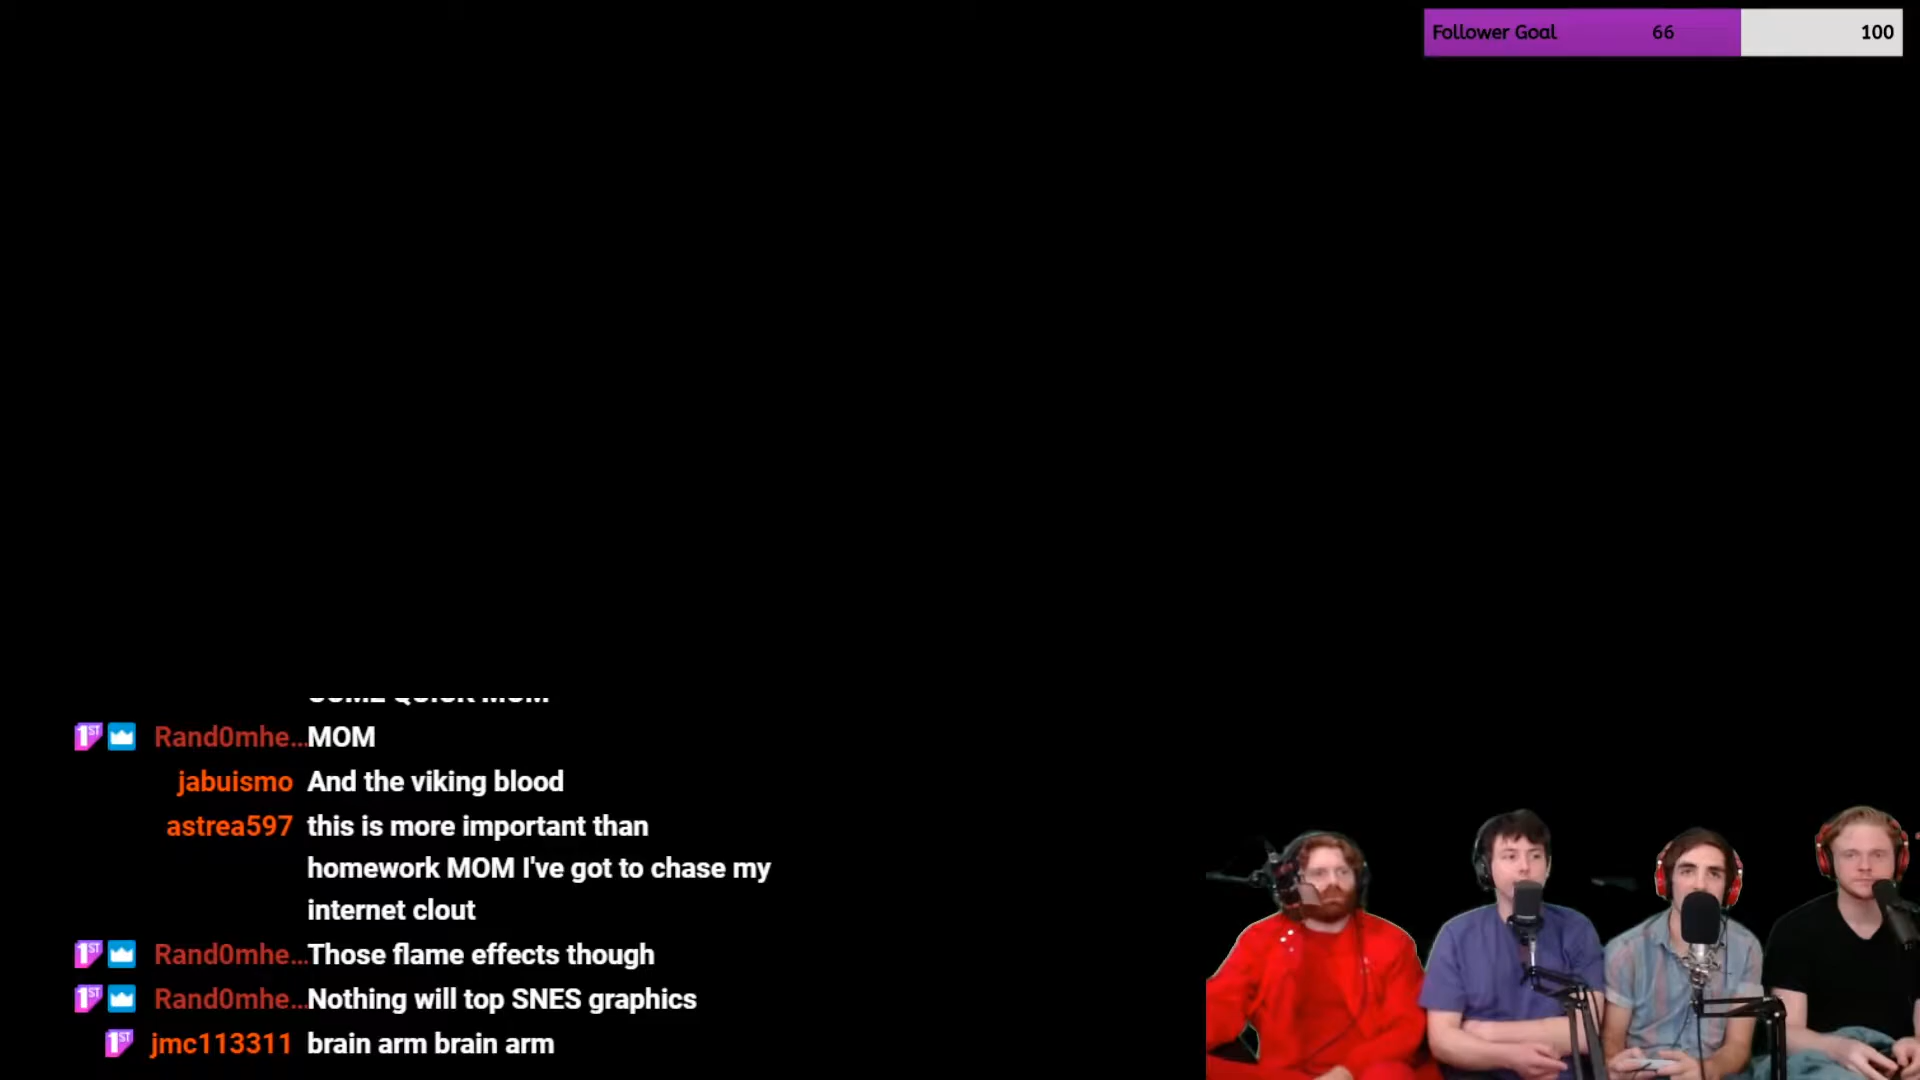 Follower Goal 66 100
MOM
Rand0mhe...MOM
jabuismo And the viking blood
astrea597 this is more important than
homework MOM I've got to chase my
internet clout
Rand0mhe...Those flame effects though
Rand0mhe...Nothing will top SNES graphics
jmc113311 brain arm brain arm